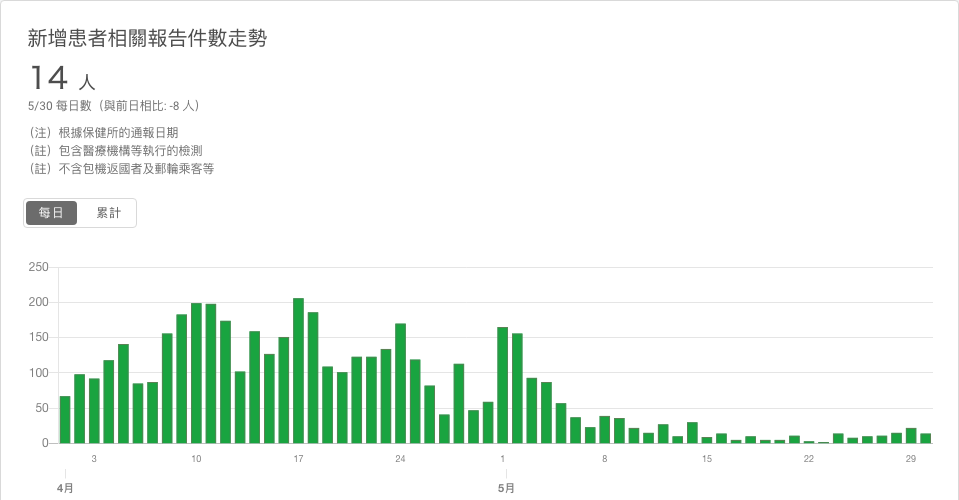 新增患者相關報告件數走勢
14 人
5/30 每日數（與前日相比: -8 人）
（注）根據保健所的通報日期
（註）包含醫療機構等執行的檢測
（註）不含包機返國者及郵輪乘客等
每日 累計
250
200
150
100
50
0
3 10 17 24 1 8 15 22 29
4月 5月